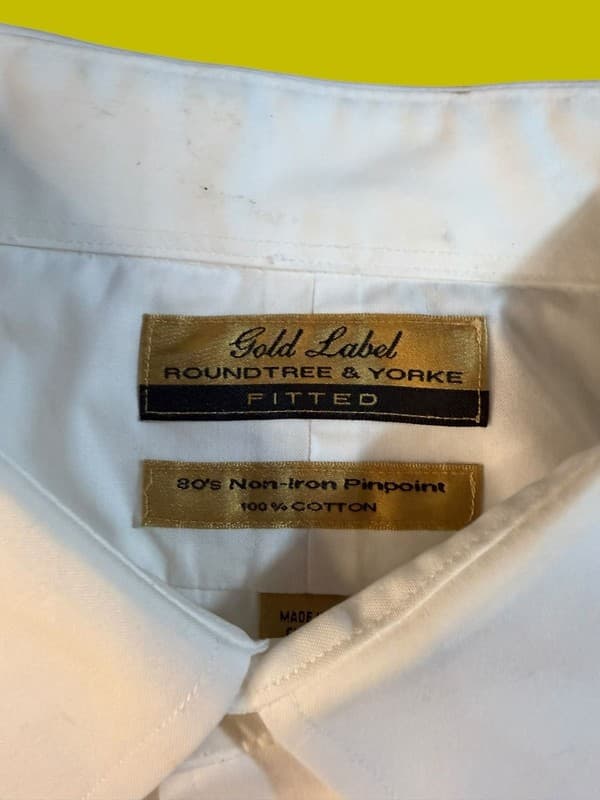 Gold Label
ROUNDTREE & YORKE
FITTED
80's Non-Iron Pinpoint
100% COTTON
MADE